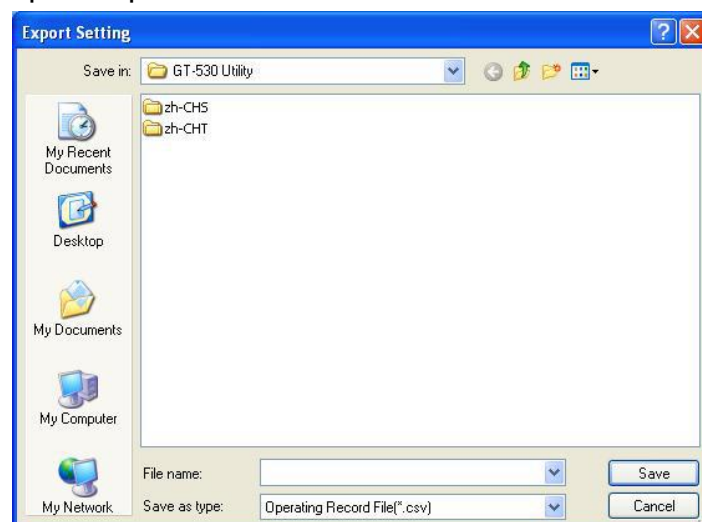 Export Setting
Save in: GT-530 Utility
zh-CHS
zh-CHT
My Recent
Documents
Desktop
My Documents
My Computer
My Network
File name:
Save
Save as type: Operating Record File(*.csv)
Cancel